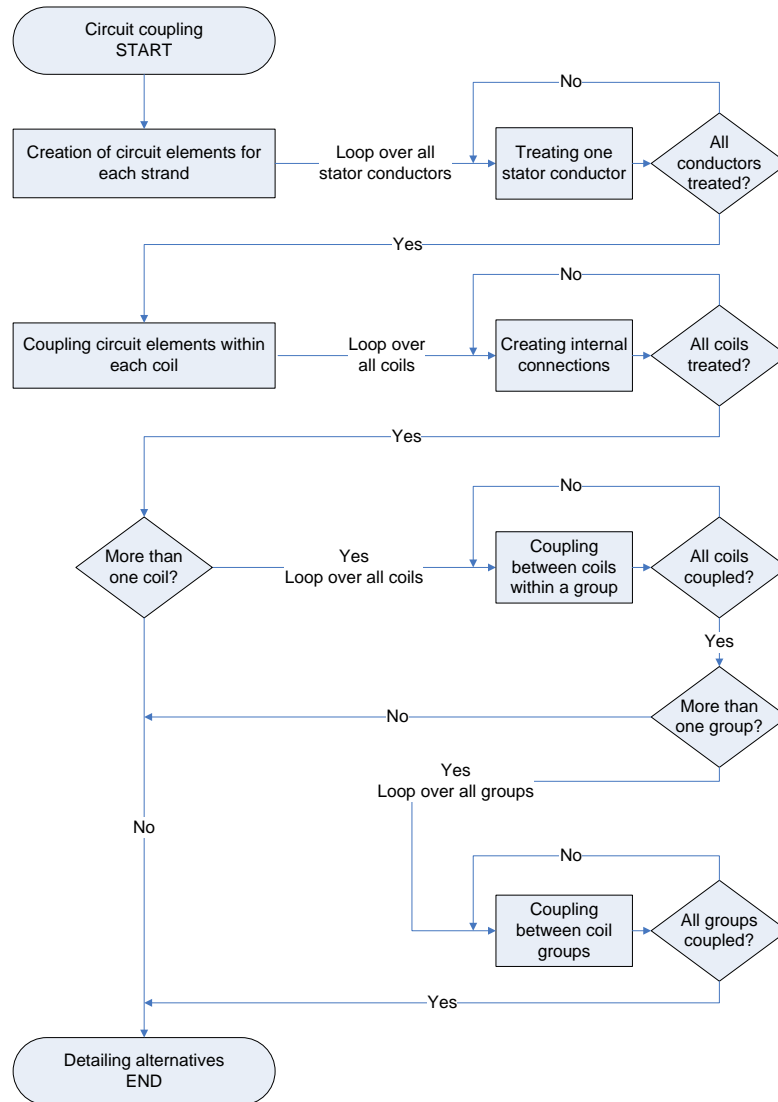 Circuit coupling
START
No
Creation of circuit elements for
each strand
Loop over all
stator conductors
Treating one
stator conductor
All
conductors
treated?
Yes
No
Coupling circuit elements within
each coil
Loop over
all coils
Creating internal
connections
All coils
treated?
Yes
No
More than
one coil?
Yes
Loop over all coils
Coupling
between coils
within a group
All coils
coupled?
Yes
No
More than
one group?
Yes
Loop over all groups
No
No
Coupling
between coil
groups
All groups
coupled?
Yes
Detailing alternatives
END